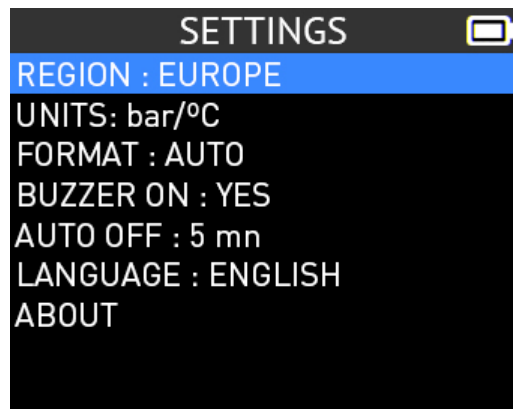 SETTINGS
REGION : EUROPE
UNITS: bar/ºC
FORMAT : AUTO
BUZZER ON : YES
AUTO OFF : 5 mn
LANGUAGE : ENGLISH
ABOUT